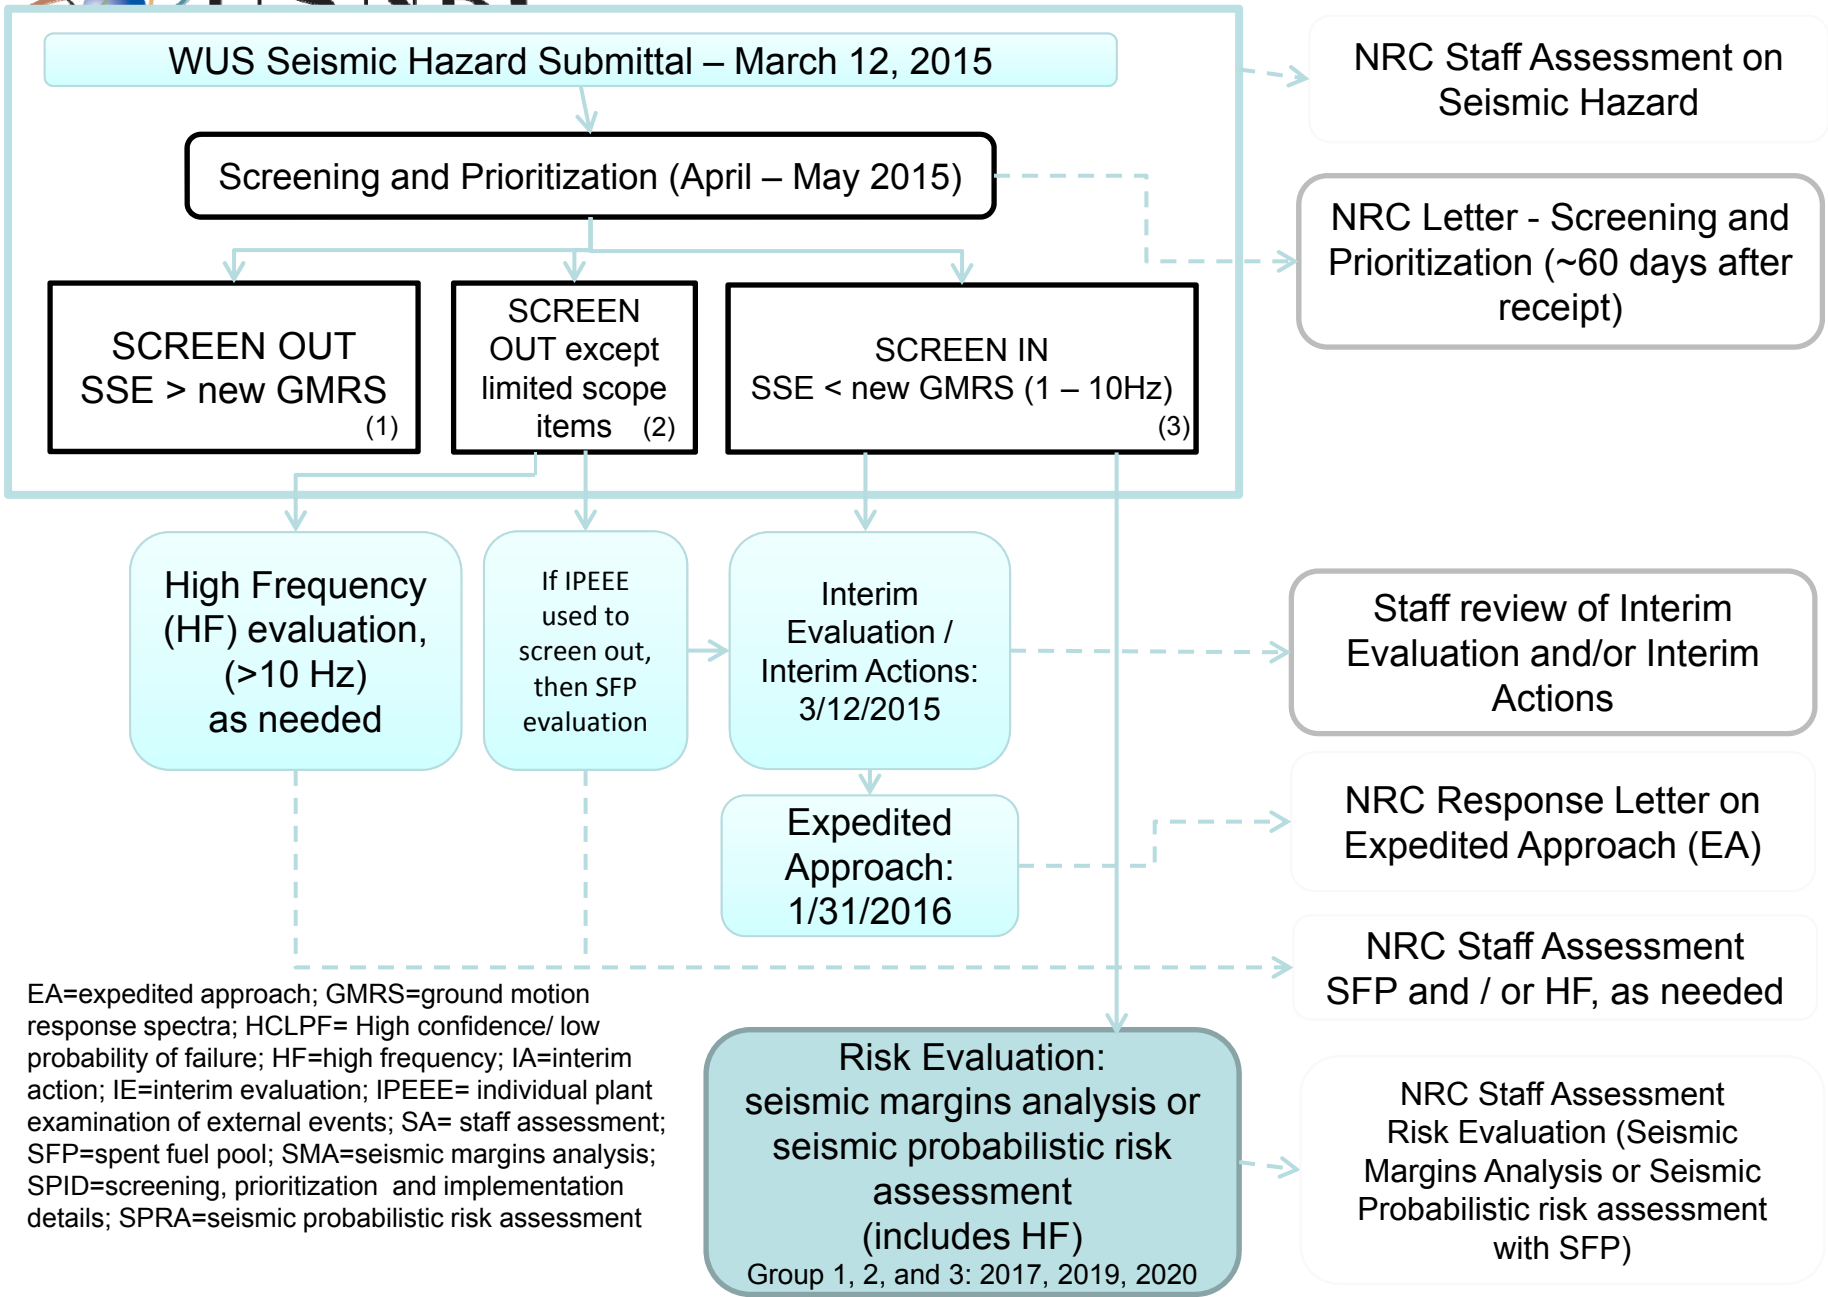 WUS Seismic Hazard Submittal – March 12, 2015
NRC Staff Assessment on
Seismic Hazard
Screening and Prioritization (April – May 2015)
NRC Letter - Screening and
Prioritization (~60 days after
receipt)
SCREEN OUT
SSE > new GMRS
(1)
SCREEN
OUT except
limited scope
items (2)
SCREEN IN
SSE < new GMRS (1 – 10Hz)
(3)
High Frequency
(HF) evaluation,
(>10 Hz)
as needed
If IPEEE
used to
screen out,
then SFP
evaluation
Interim
Evaluation /
Interim Actions:
3/12/2015
Staff review of Interim
Evaluation and/or Interim
Actions
Expedited
Approach:
1/31/2016
NRC Response Letter on
Expedited Approach (EA)
NRC Staff Assessment
SFP and / or HF, as needed
EA=expedited approach; GMRS=ground motion
response spectra; HCLPF= High confidence/ low
probability of failure; HF=high frequency; IA=interim
action; IE=interim evaluation; IPEEE= individual plant
examination of external events; SA= staff assessment;
SFP=spent fuel pool; SMA=seismic margins analysis;
SPID=screening, prioritization and implementation
details; SPRA=seismic probabilistic risk assessment
Risk Evaluation:
seismic margins analysis or
seismic probabilistic risk
assessment
(includes HF)
Group 1, 2, and 3: 2017, 2019, 2020
NRC Staff Assessment
Risk Evaluation (Seismic
Margins Analysis or Seismic
Probabilistic risk assessment
with SFP)